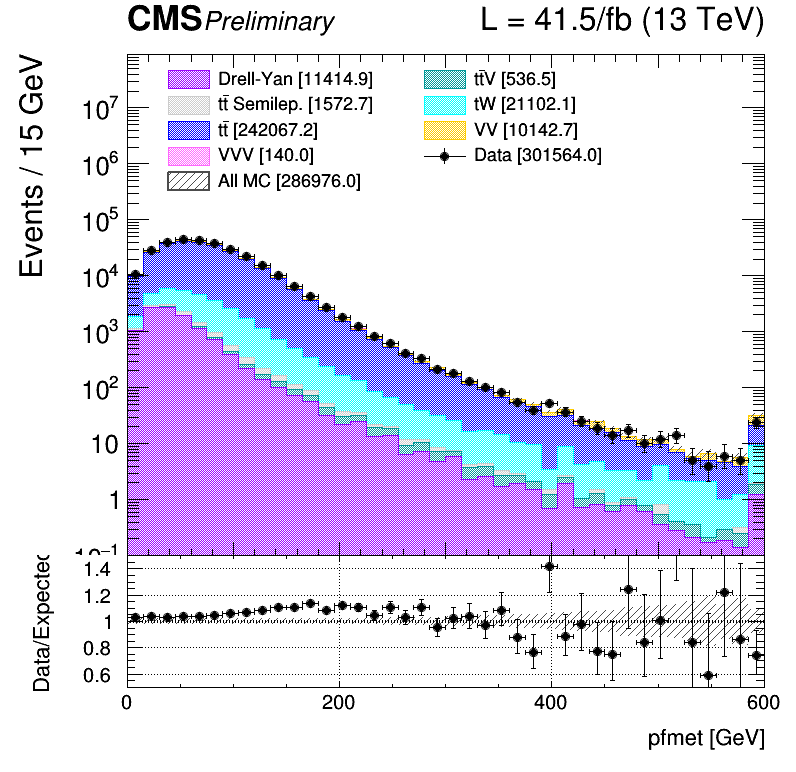 CMS Preliminary L = 41.5/fb (13 TeV)
Events / 15 GeV
Drell-Yan [11414.9]
tt̄ Semilep. [1572.7]
tt̄ [242067.2]
VVV [140.0]
All MC [286976.0]
tt̄V [536.5]
tW [21102.1]
VV [10142.7]
Data [301564.0]
10⁷
10⁶
10⁵
10⁴
10³
10²
10
1
10⁻¹
Data/Expected
1.4
1.2
1
0.8
0.6
0 200 400 600
pfmet [GeV]